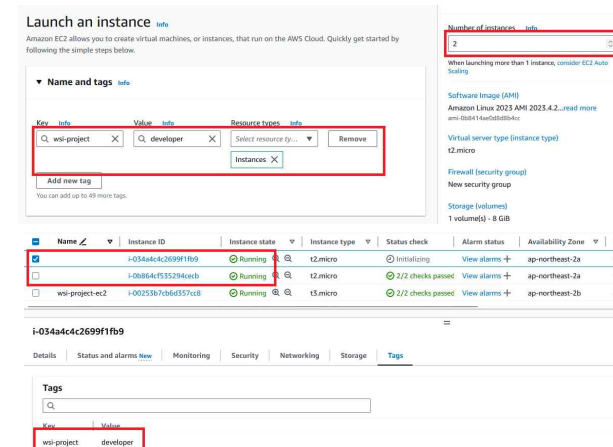 Launch an instance Info
Amazon EC2 allows you to create virtual machines, or instances, that run on the AWS Cloud. Quickly get started by
following the simple steps below.
Name and tags Info
Key Info Value Info Resource types Info
wsi-project developer Select resource ty... Remove
Instances
Add new tag
You can add up to 49 more tags.
Number of instances Info
2
When launching more than 1 instance, consider EC2 Auto
Scaling
Software Image (AMI)
Amazon Linux 2023 AMI 2023.4.2...read more
ami-0b8414ae0d8d8b4cc
Virtual server type (instance type)
t2.micro
Firewall (security group)
New security group
Storage (volumes)
1 volume(s) - 8 GiB
Name Instance ID Instance state Instance type Status check Alarm status Availability Zone
i-034a4c4c2699f1fb9 Running t2.micro Initializing View alarms + ap-northeast-2a
i-0b864cf535294cecb Running t2.micro 2/2 checks passed View alarms + ap-northeast-2a
wsi-project-ec2 i-00253b7cb6d357cc8 Running t3.micro 2/2 checks passed View alarms + ap-northeast-2b
i-034a4c4c2699f1fb9
Details Status and alarms New Monitoring Security Networking Storage Tags
Tags
Key Value
wsi-project developer